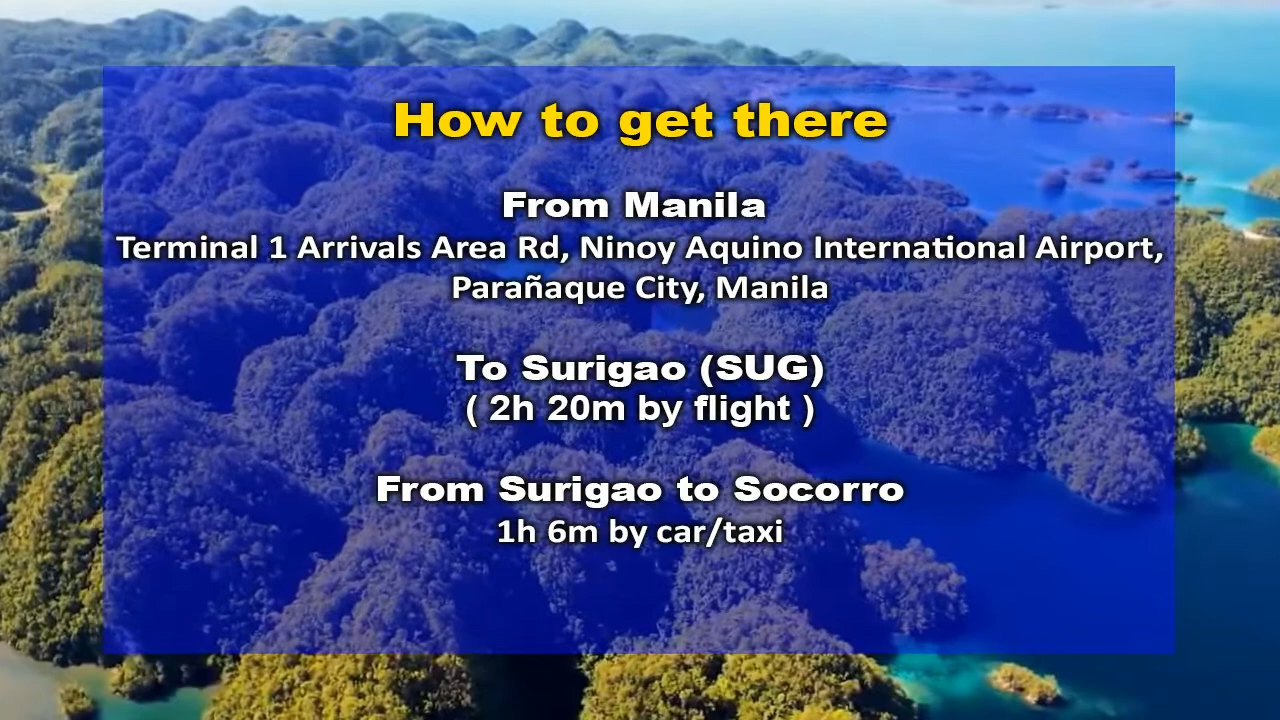 How to get there
From Manila
Terminal 1 Arrivals Area Rd, Ninoy Aquino International Airport,
Parañaque City, Manila
To Surigao (SUG)
( 2h 20m by flight )
From Surigao to Socorro
1h 6m by car/taxi